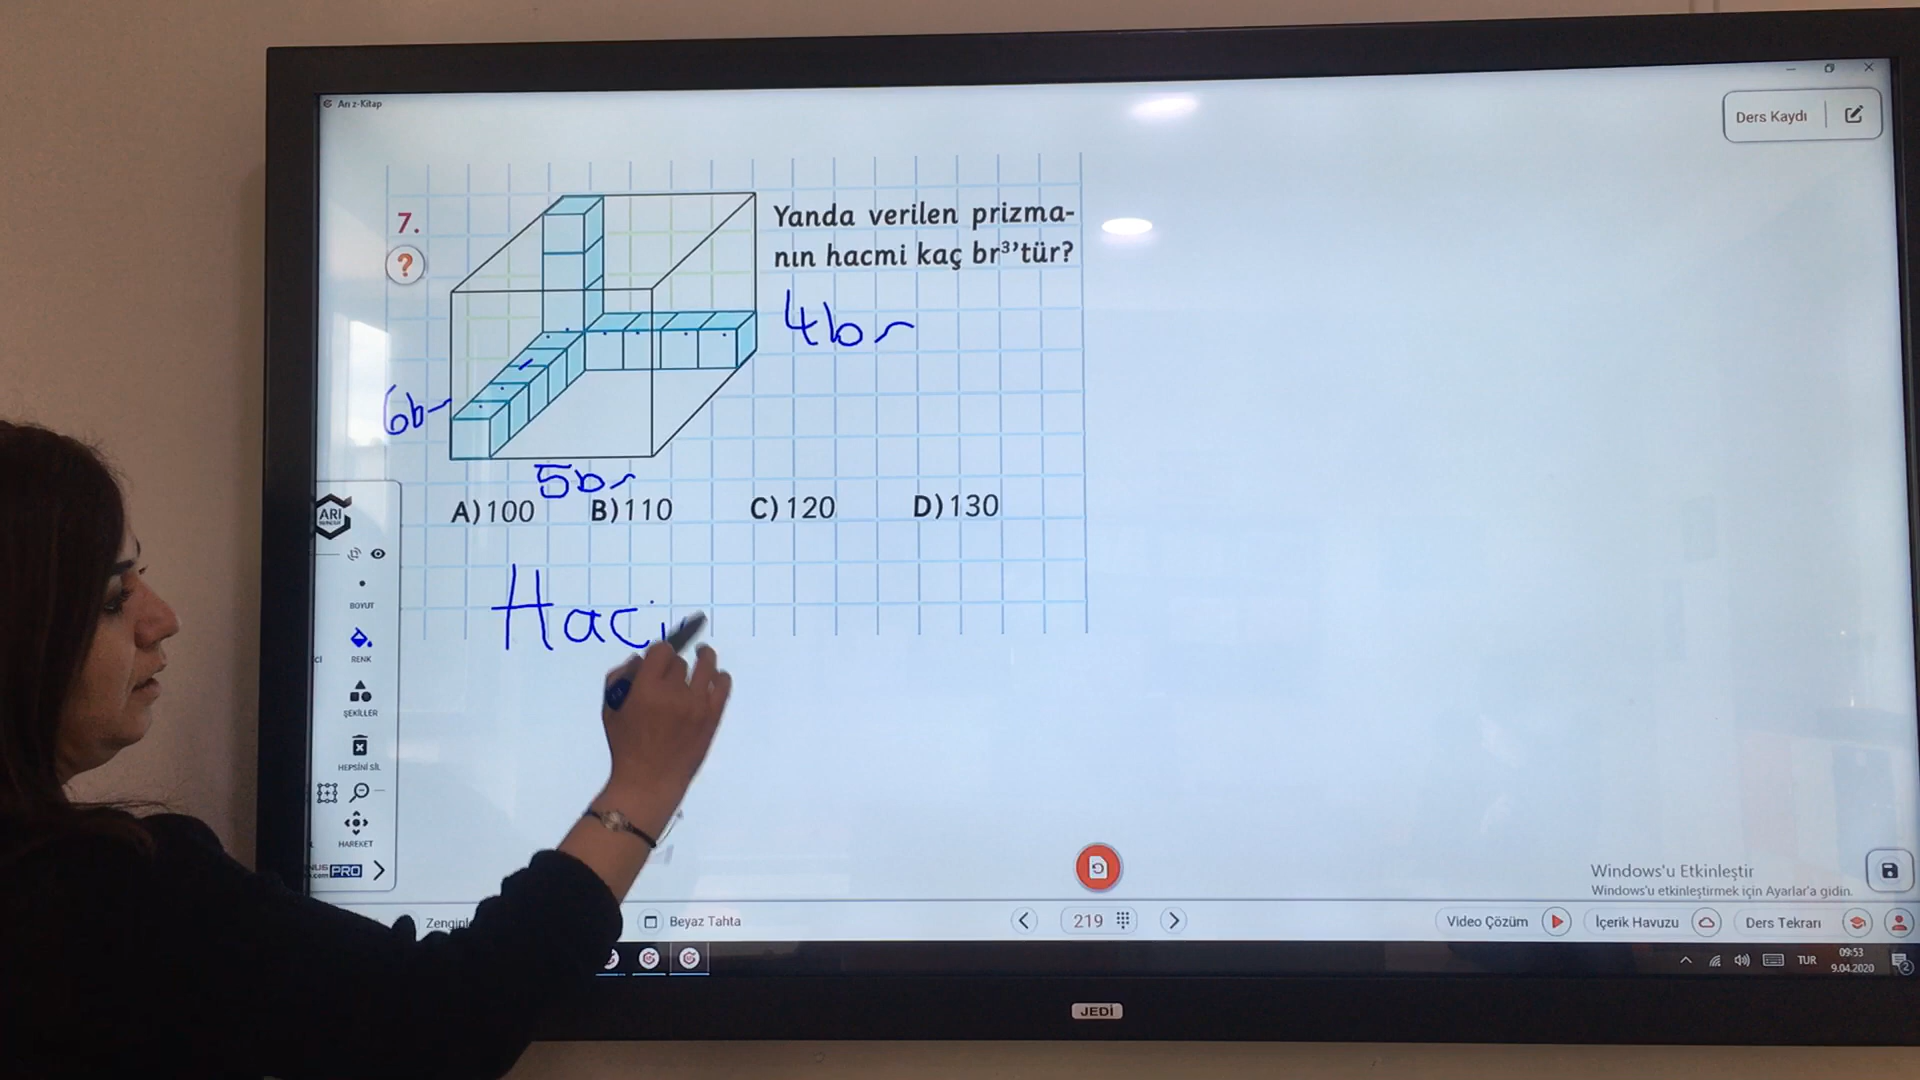 Arı z-Kitap
Ders Kaydı
7.
?
Yanda verilen prizma-
nın hacmi kaç br³'tür?
4br
6br
5br
A) 100 B) 110 C) 120 D) 130
Haci
ARI
BOYUT
RENK
ŞEKİLLER
HEPSİNİ SİL
HAREKET
PRO
Windows'u Etkinleştir
Windows'u etkinleştirmek için Ayarlar'a gidin.
Beyaz Tahta
219
Video Çözüm
İçerik Havuzu
Ders Tekrarı
TUR
09:53
9.04.2020
2
JEDİ